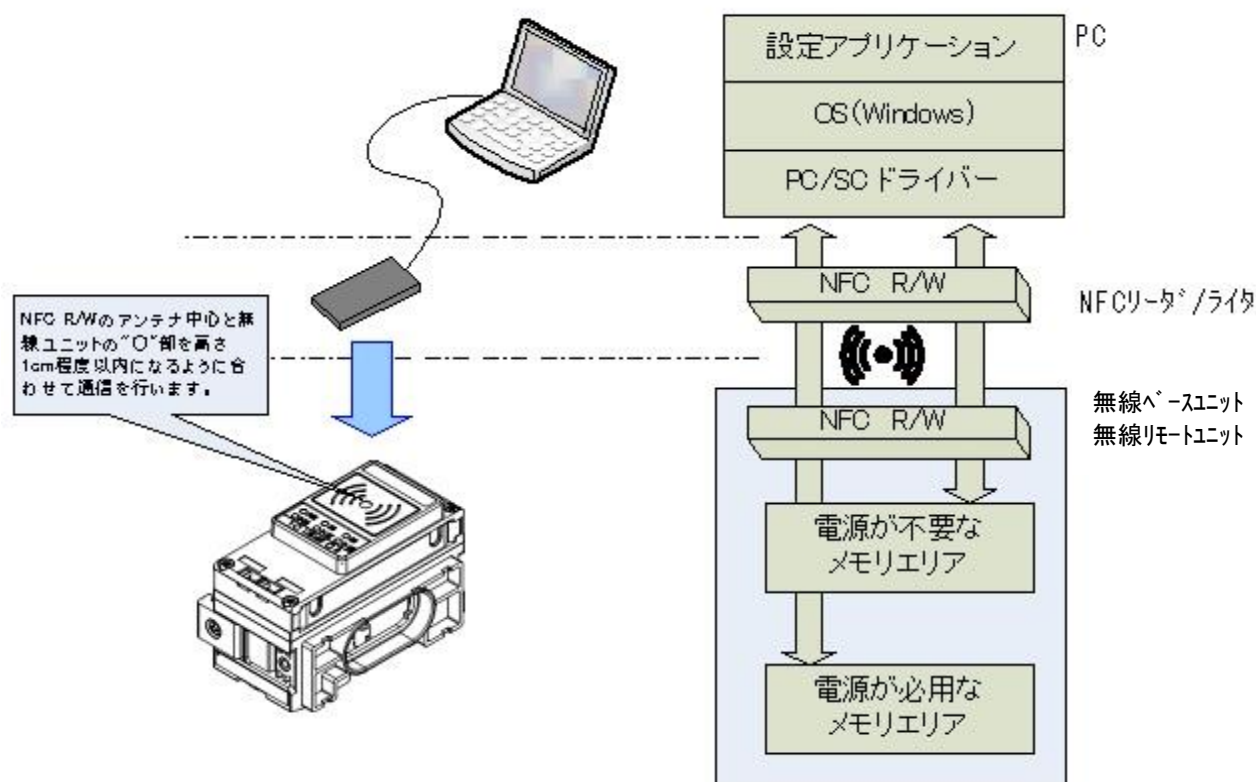 設定アプリケーション
PC
OS(Windows)
PC/SC ドライバー
NFC R/W
NFCリーダ/ライタ
NFC R/Wのアンテナ中心と無
線ユニットの"O"部を高さ
1cm程度以内になるように合
わせて通信を行います。
無線ベースユニット
無線リモートユニット
NFC R/W
電源が不要な
メモリエリア
電源が必用な
メモリエリア